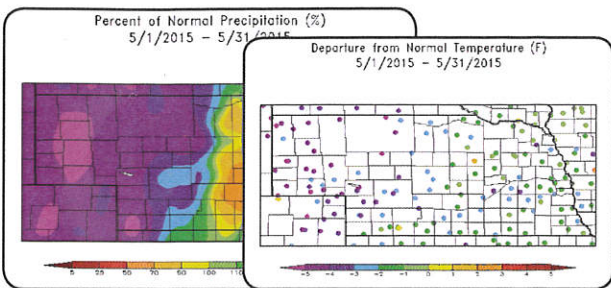 Percent of Normal Precipitation (%)
5/1/2015 – 5/31/2015
5 25 50 70 90 100 110
Departure from Normal Temperature (F)
5/1/2015 – 5/31/2015
-5 -4 -3 -2 -1 0 1 2 3 4 5